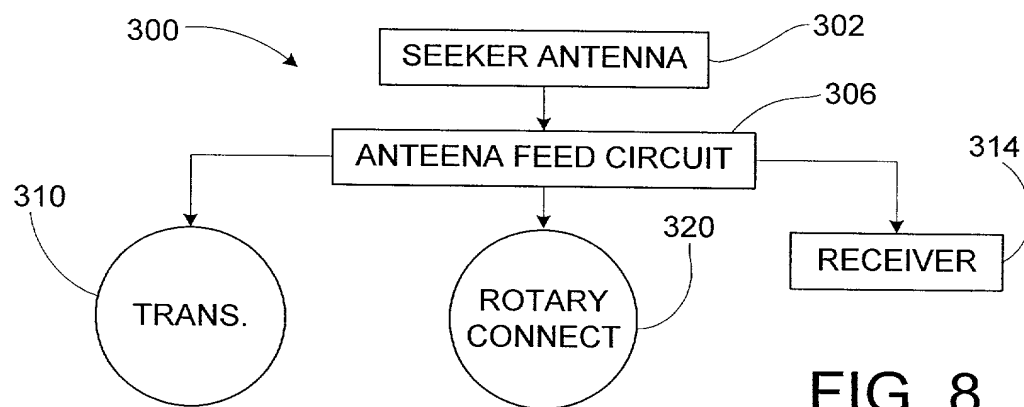 300
SEEKER ANTENNA
302
306
ANTEENA FEED CIRCUIT
314
310
320
RECEIVER
TRANS.
ROTARY
CONNECT
FIG. 8